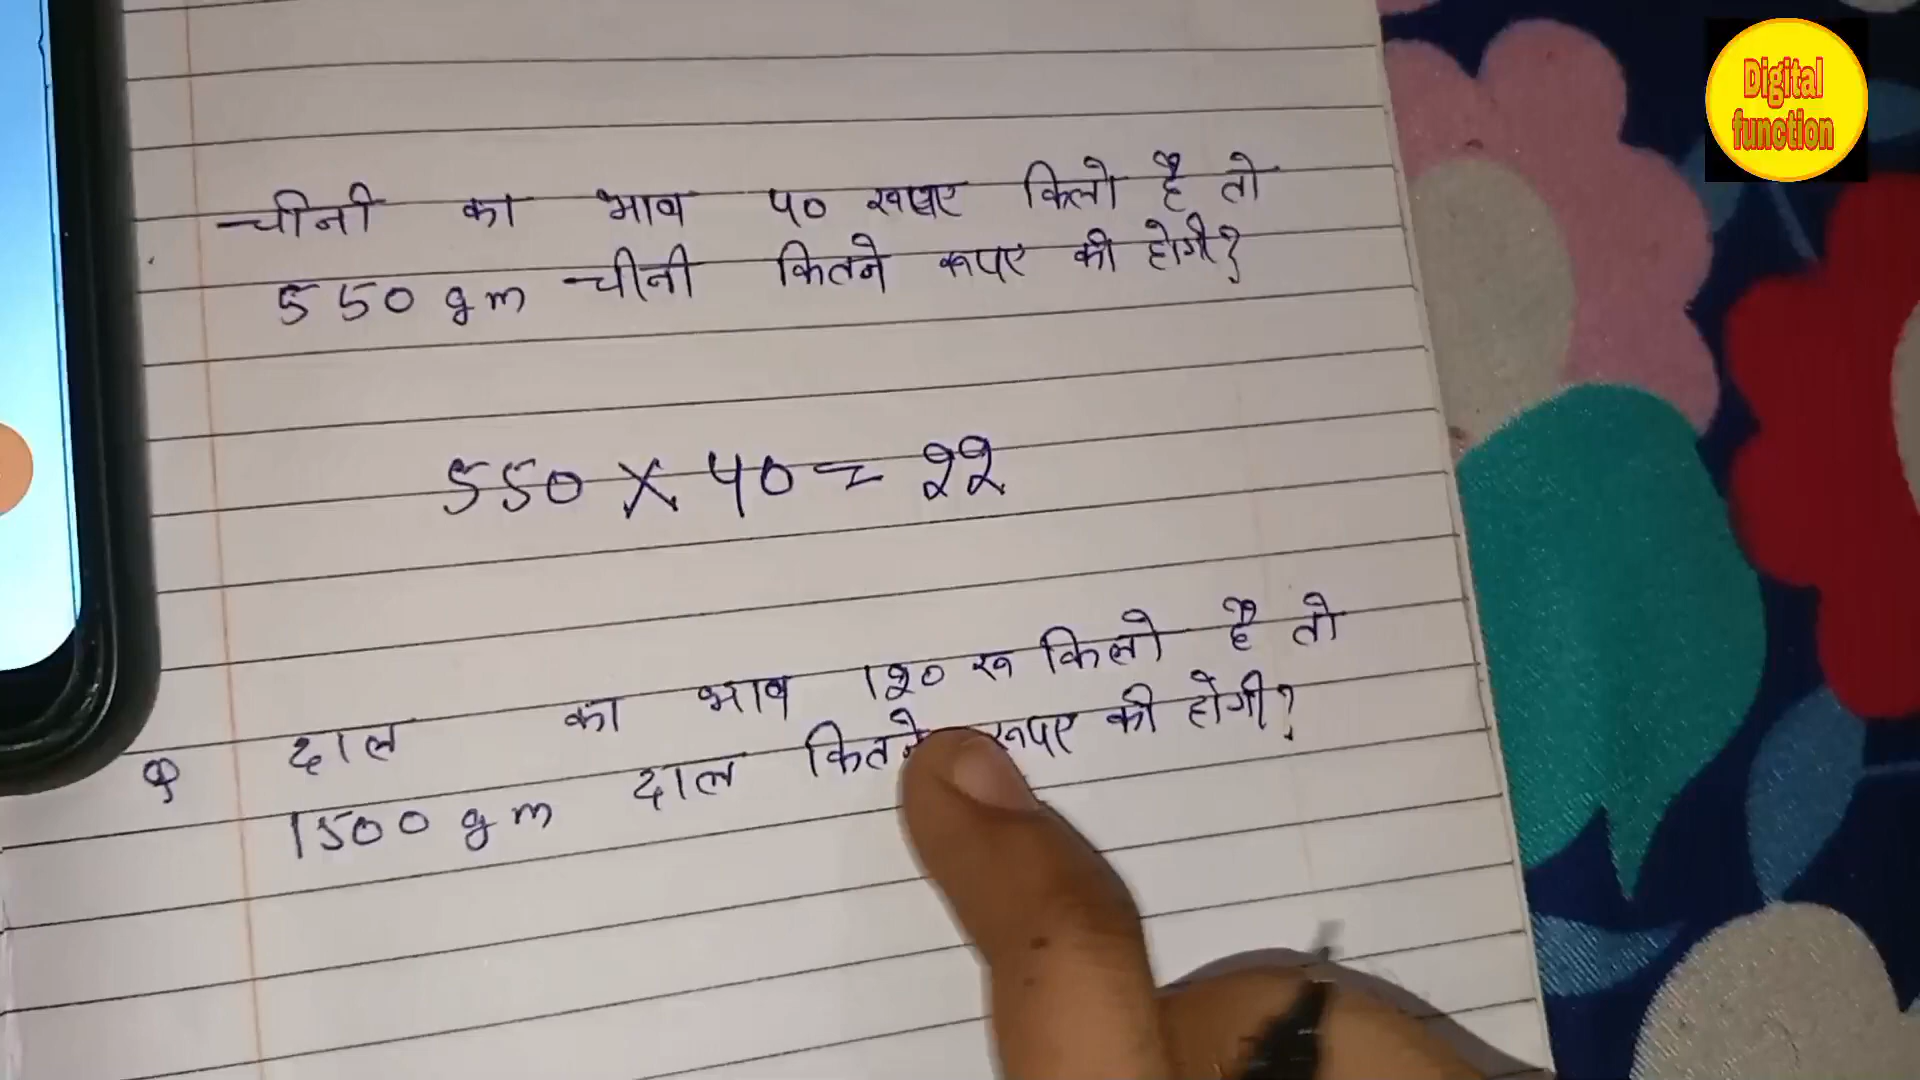 Digital
function
चीनी का भाव 40 रुपए किलो है तो
550 gm चीनी कितने रूपए की होगी?
550 X 40 = 22
Q दाल का भाव 120 रु किलो है तो
1500 gm दाल कितने रूपए की होगी?